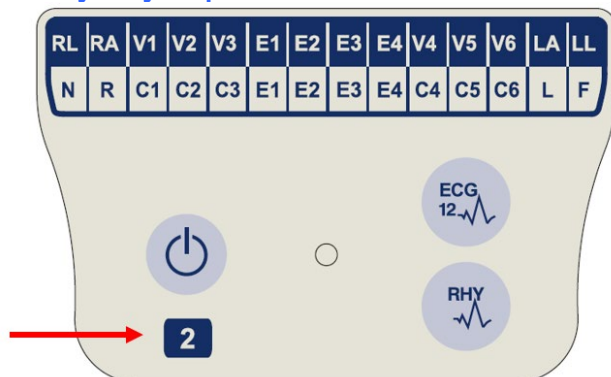 RL RA V1 V2 V3 E1 E2 E3 E4 V4 V5 V6 LA LL
N R C1 C2 C3 E1 E2 E3 E4 C4 C5 C6 L F
ECG
12
RHY
2